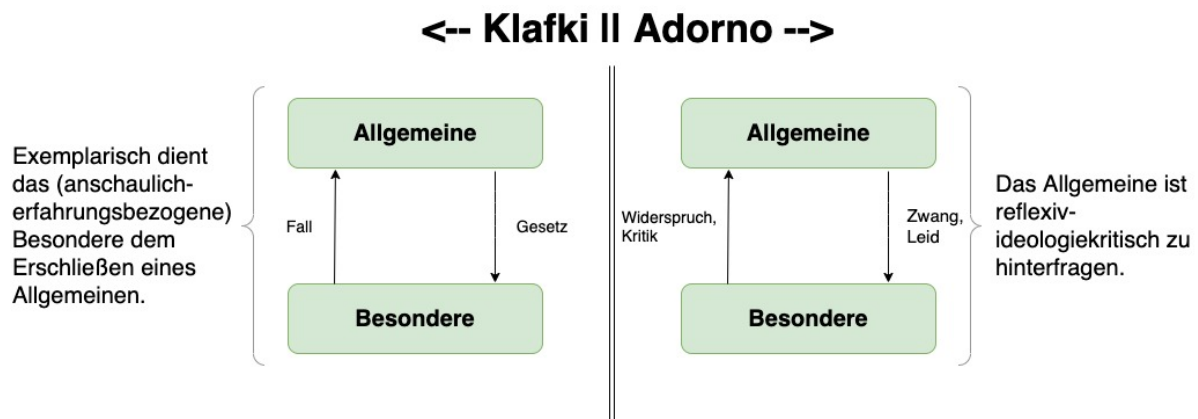 <-- Klafki || Adorno -->
Allgemeine
Exemplarisch dient
das (anschaulich-
erfahrungsbezogene)
Besondere dem
Erschließen eines
Allgemeinen.
Fall
Gesetz
Besondere
Allgemeine
Widerspruch,
Kritik
Zwang,
Leid
Besondere
Das Allgemeine ist
reflexiv-
ideologiekritisch zu
hinterfragen.